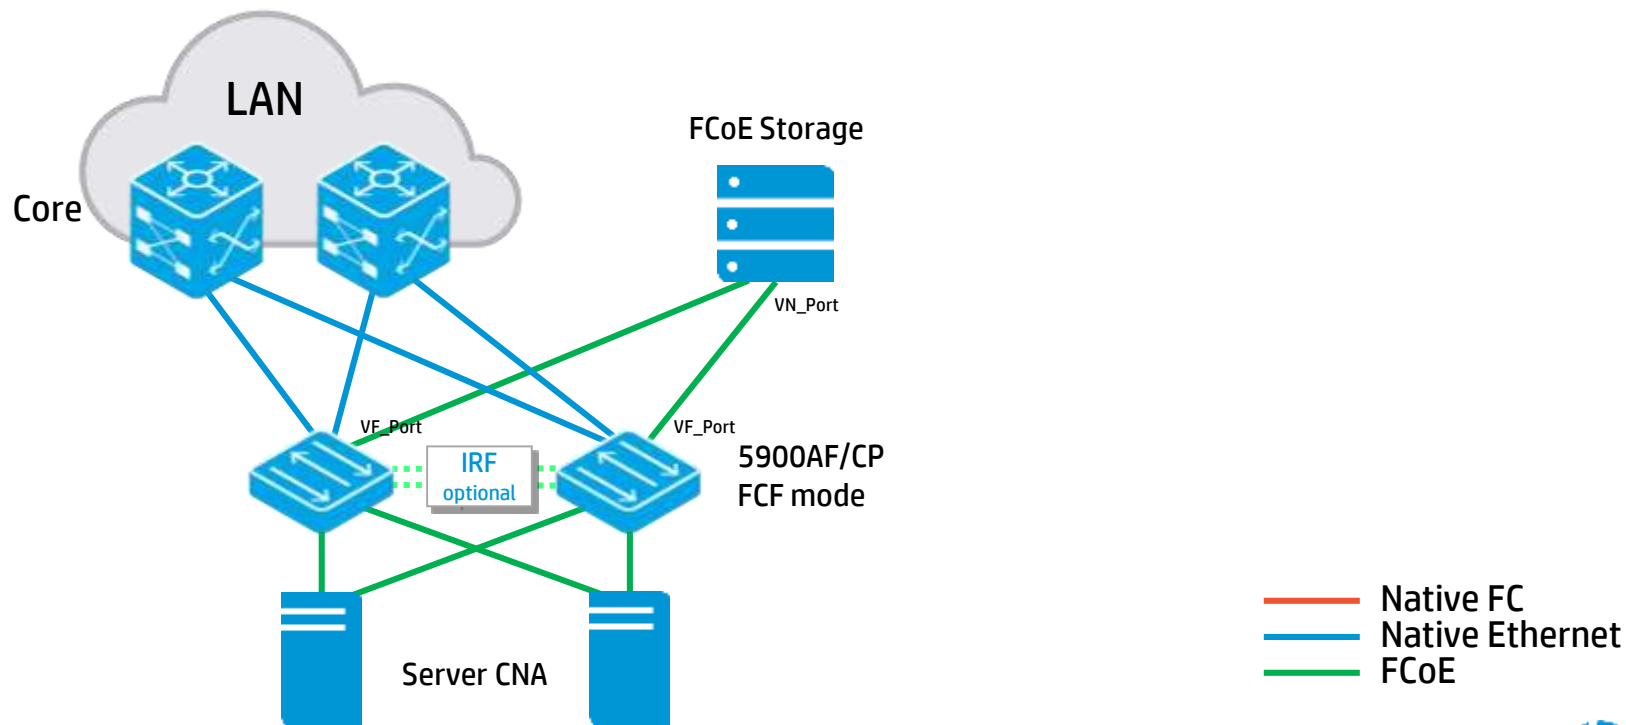 LAN
FCoE Storage
Core
VN_Port
VF_Port
VF_Port
IRF
optional
5900AF/CP
FCF mode
Server CNA
Native FC
Native Ethernet
FCoE